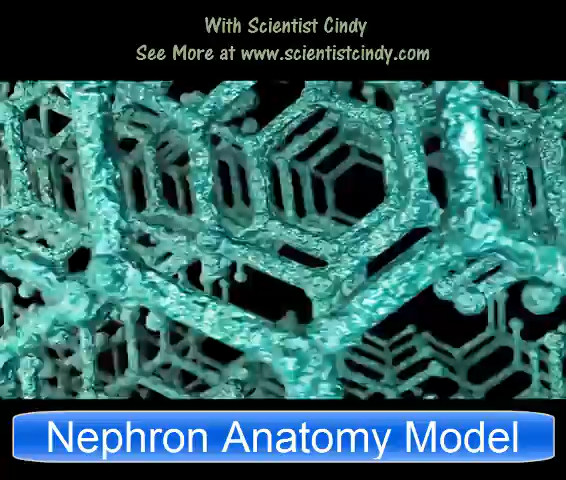 With Scientist Cindy
See More at www.scientistcindy.com
Nephron Anatomy Model